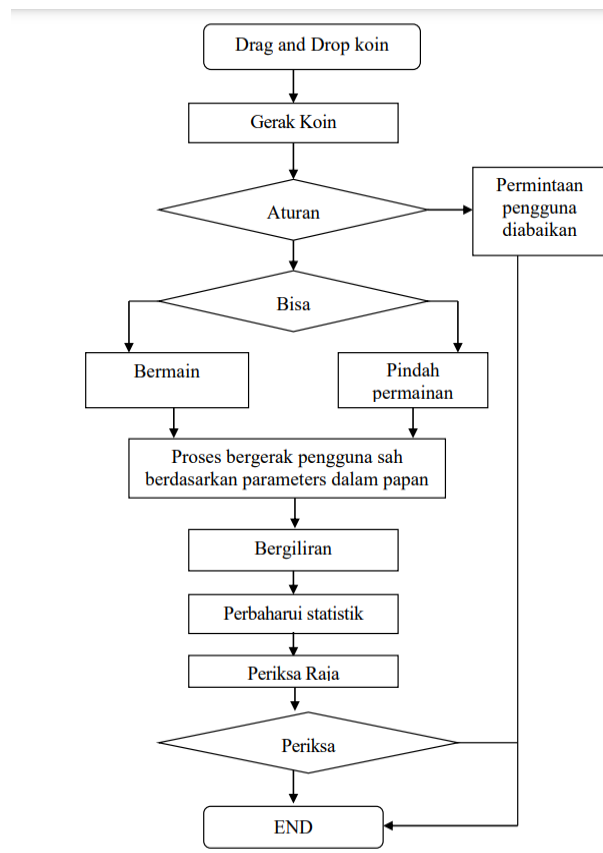 Drag and Drop koin
Gerak Koin
Aturan
Permintaan
pengguna
diabaikan
Bisa
Bermain
Pindah
permainan
Proses bergerak pengguna sah
berdasarkan parameters dalam papan
Bergiliran
Perbaharui statistik
Periksa Raja
Periksa
END